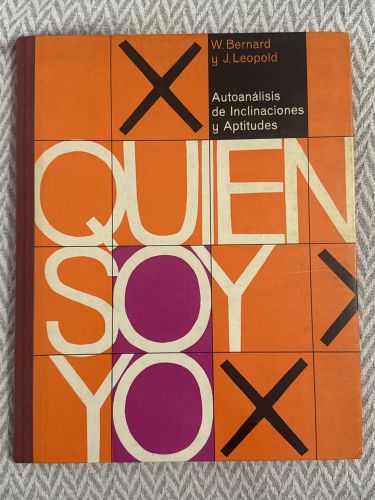 W. Bernard
y J. Leopold
Autoanálisis
de Inclinaciones
y Aptitudes
QUIEN
SOY
YO